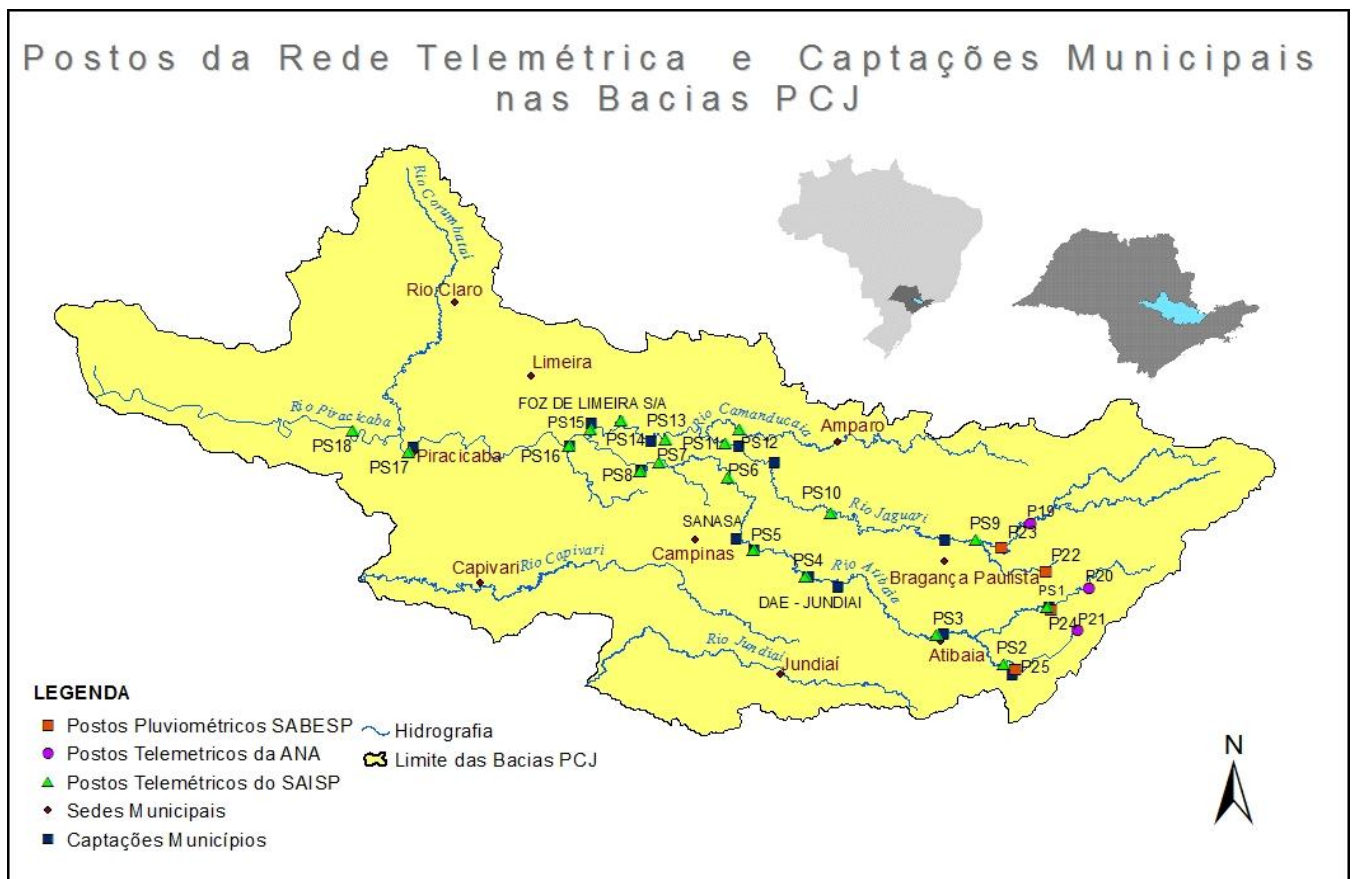 Postos da Rede Telemétrica e Captações Municipais
nas Bacias PCJ
Rio Corumbataí
Rio Claro
Limeira
FOZ DE LIMEIRA S/A
Rio Piracicaba
PS18
PS17
Piracicaba
PS16
PS15
PS14
PS13
Rio Camanducaia
PS11
PS12
Amparo
PS8
PS7
PS6
PS10
Rio Jaguari
PS9
P19
P23
P22
P20
SANASA
Campinas
PS5
PS4
Rio Atibaia
Bragança Paulista
PS1
P24
P21
Capivari
Rio Capivari
DAE - JUNDIAI
PS3
Atibaia
PS2
P25
Rio Jundiaí
Jundiaí
LEGENDA
Postos Pluviométricos SABESP
Postos Telemetricos da ANA
Postos Telemétricos do SAISP
Sedes Municipais
Captações Municípios
Hidrografia
Limite das Bacias PCJ
N